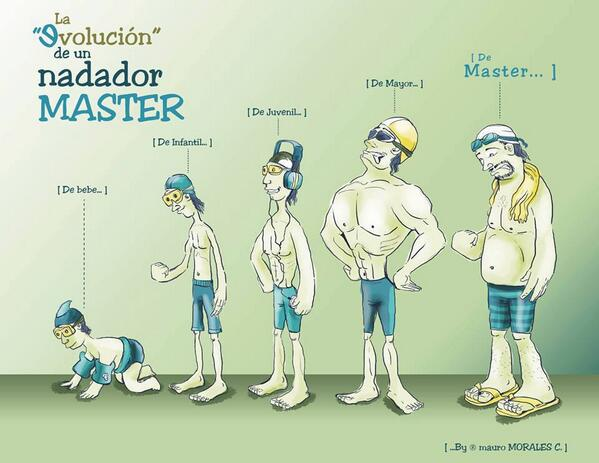 La
"Evolución"
de un
nadador
MASTER
[ De bebe... ]
[ De Infantil... ]
[ De Juvenil... ]
[ De Mayor... ]
[ De
Master... ]
[ ...By ® mauro MORALES C. ]